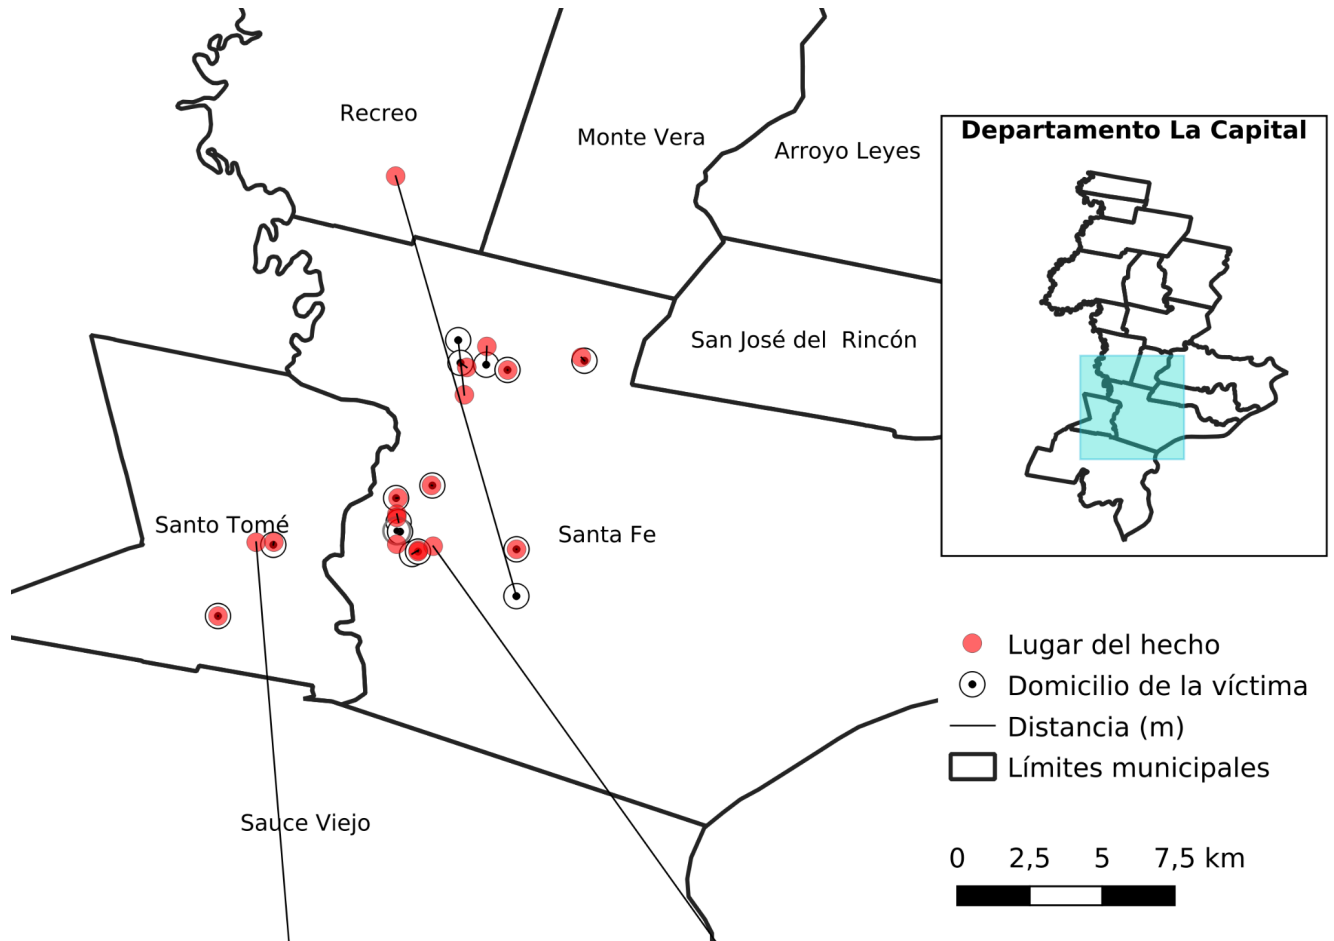 Recreo
Monte Vera
Arroyo Leyes
Departamento La Capital
San José del  Rincón
Santo Tomé
Santa Fe
Sauce Viejo
Lugar del hecho
Domicilio de la víctima
Distancia (m)
Límites municipales
0 2,5 5 7,5 km